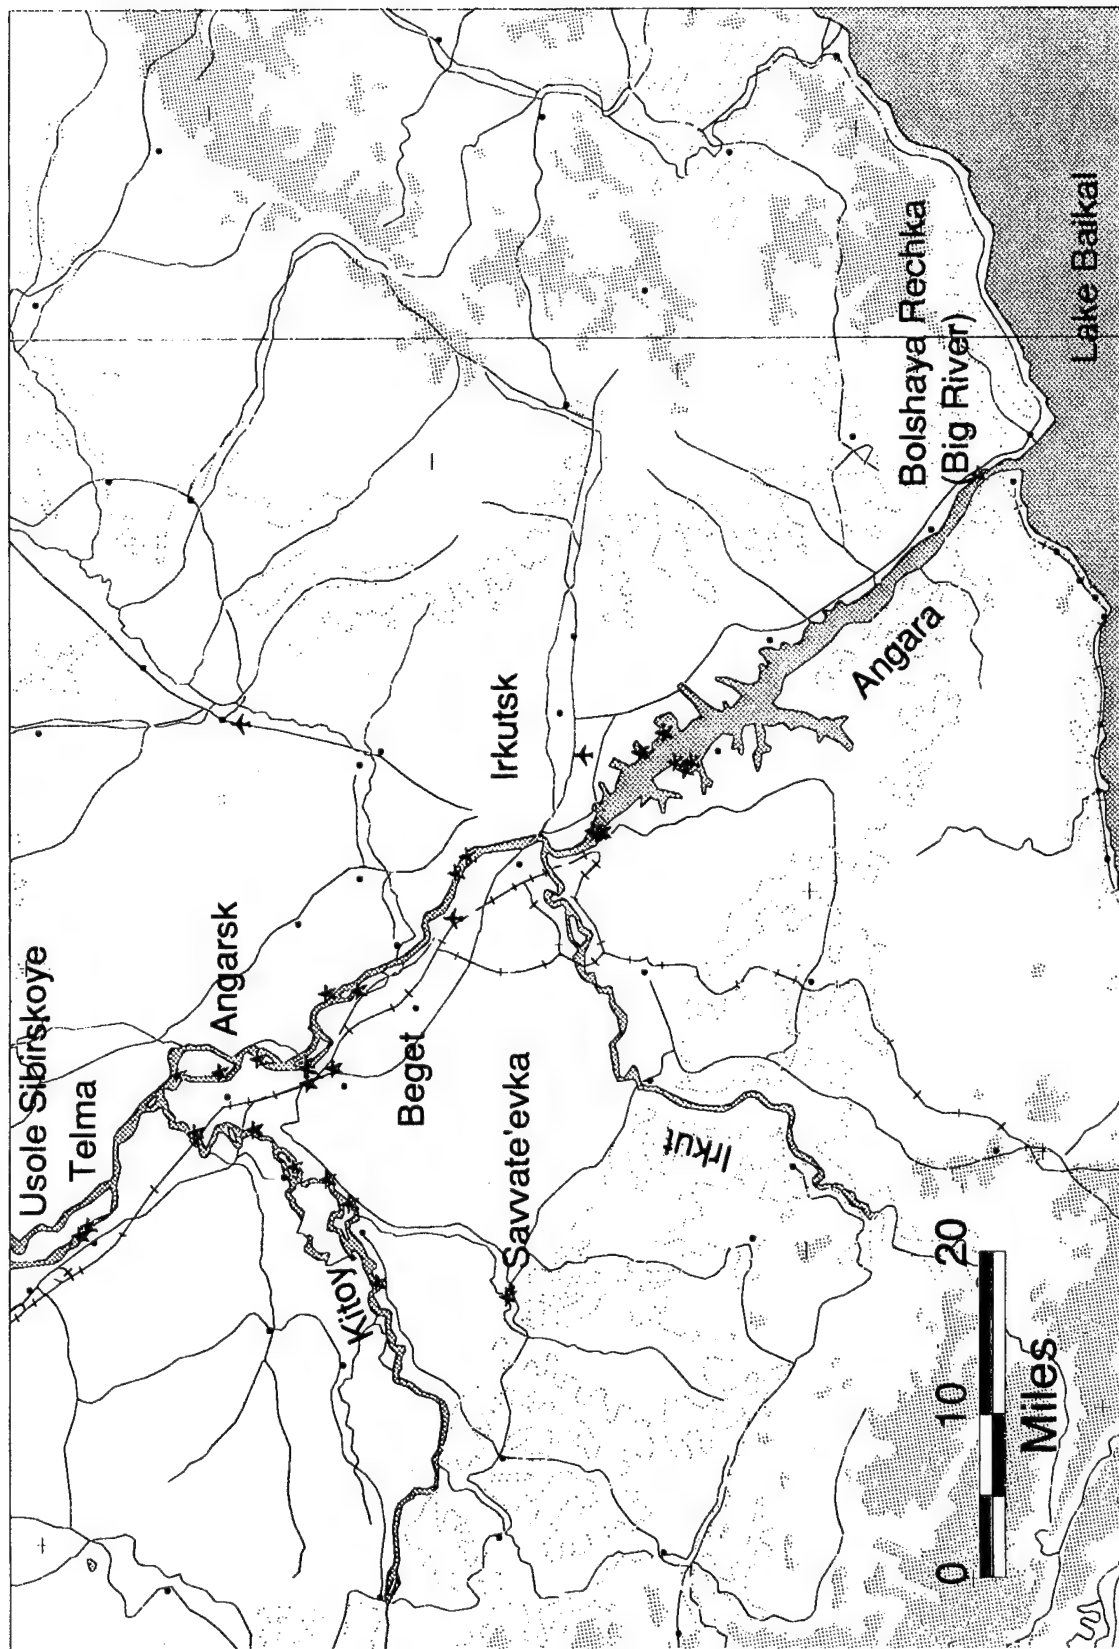 Usole Sibirskoye
Telma
Angarsk
Irkutsk
Kitoy
Beget
Savvate'evka
Irkut
Angara
Bolshaya Rechka
(Big River)
Lake Baikal
0 10 20
Miles